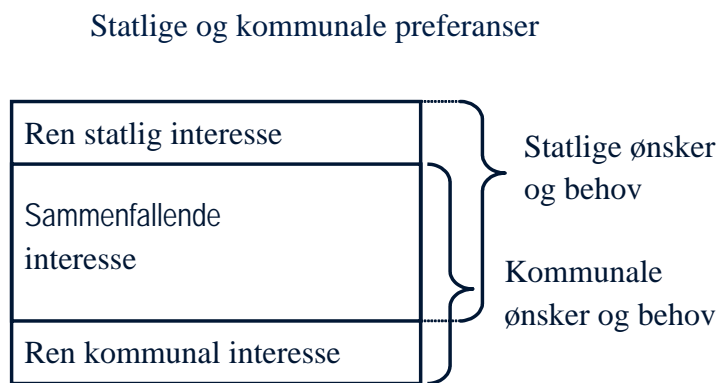 Statlige og kommunale preferanser
Ren statlig interesse
Sammenfallende
interesse
Ren kommunal interesse
Statlige ønsker
og behov
Kommunale
ønsker og behov